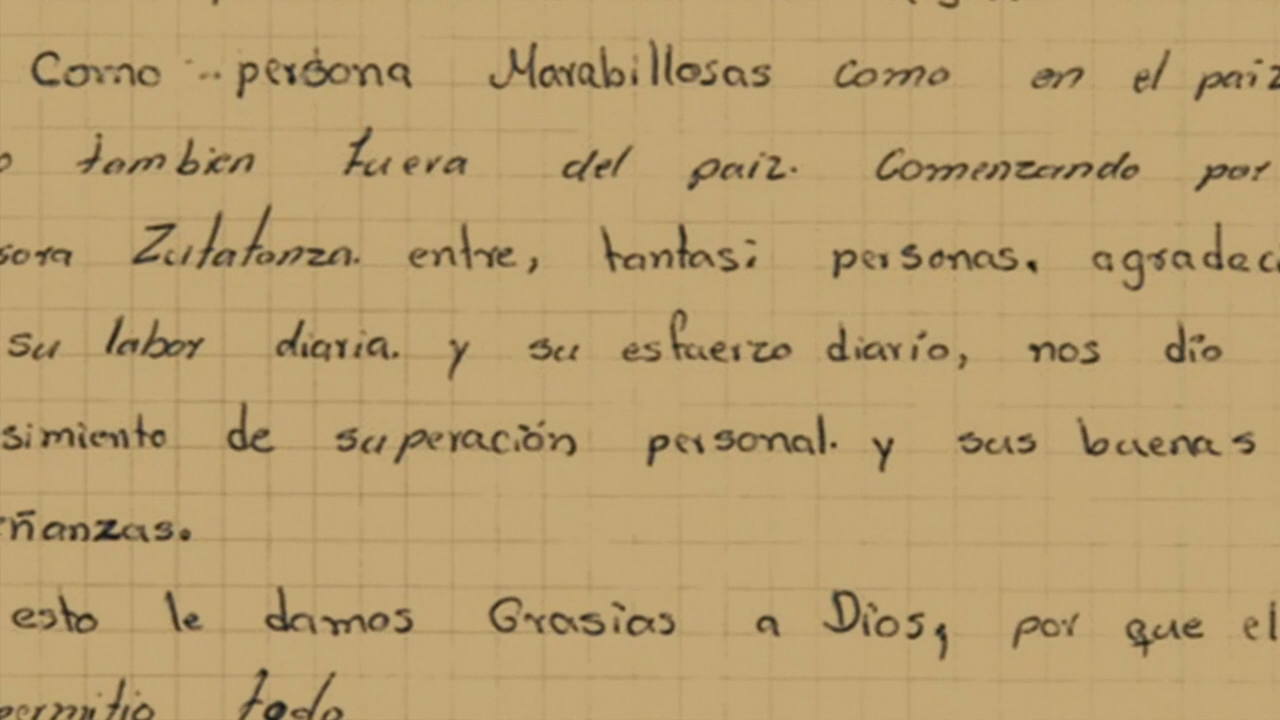 Como persona Marabillosas como en el paiz
tambien fuera del paiz. Comenzando por
sora Zutatonza. entre, tantas; personas. agradec
su labor diaria. y su esfuerzo diario, nos dio
simiento de superación personal. y sus buenas
ñanzas.
esto le damos Grasias a Dios, por que el
permitio todo